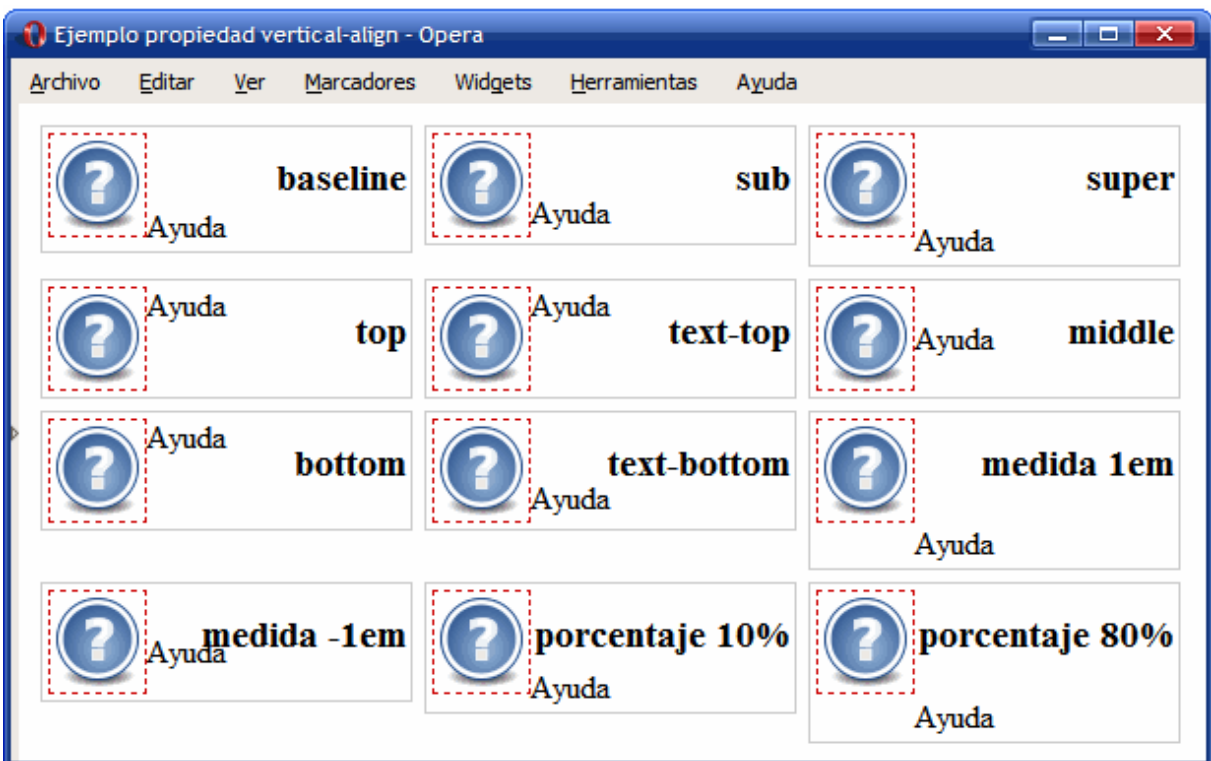 Ejemplo propiedad vertical-align - Opera
Archivo Editar Ver Marcadores Widgets Herramientas Ayuda
? baseline Ayuda
? sub Ayuda
? super Ayuda
? Ayuda top
? Ayuda text-top
? Ayuda middle
? Ayuda bottom
? text-bottom Ayuda
? medida 1em Ayuda
? Ayuda medida -1em
? porcentaje 10% Ayuda
? porcentaje 80% Ayuda